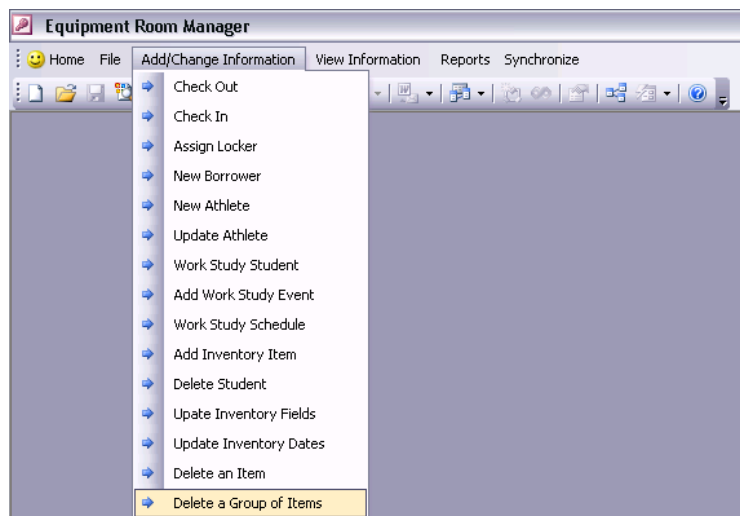 Equipment Room Manager
Home File Add/Change Information View Information Reports Synchronize
Check Out
Check In
Assign Locker
New Borrower
New Athlete
Update Athlete
Work Study Student
Add Work Study Event
Work Study Schedule
Add Inventory Item
Delete Student
Upate Inventory Fields
Update Inventory Dates
Delete an Item
Delete a Group of Items